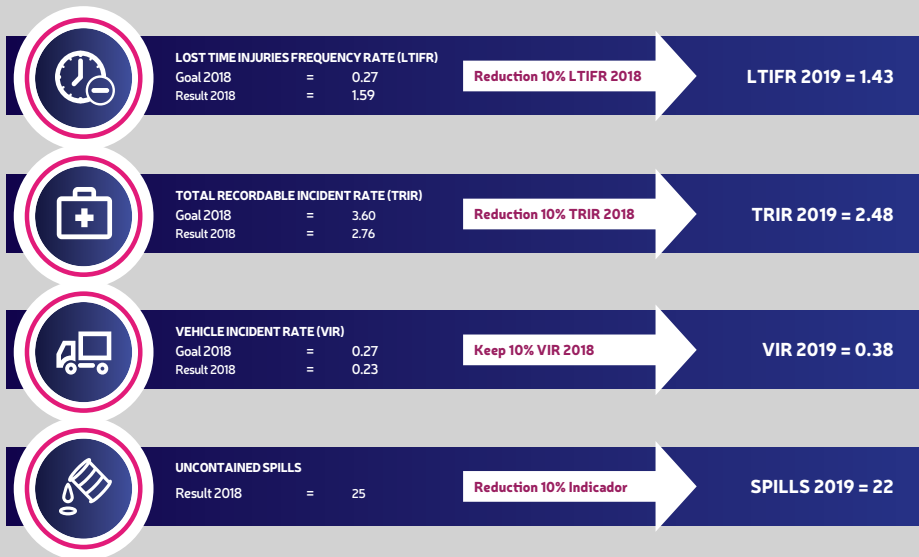 LOST TIME INJURIES FREQUENCY RATE (LTIFR)
Goal 2018 = 0.27
Result 2018 = 1.59
Reduction 10% LTIFR 2018
LTIFR 2019 = 1.43
TOTAL RECORDABLE INCIDENT RATE (TRIR)
Goal 2018 = 3.60
Result 2018 = 2.76
Reduction 10% TRIR 2018
TRIR 2019 = 2.48
VEHICLE INCIDENT RATE (VIR)
Goal 2018 = 0.27
Result 2018 = 0.23
Keep 10% VIR 2018
VIR 2019 = 0.38
UNCONTAINED SPILLS
Result 2018 = 25
Reduction 10% Indicador
SPILLS 2019 = 22